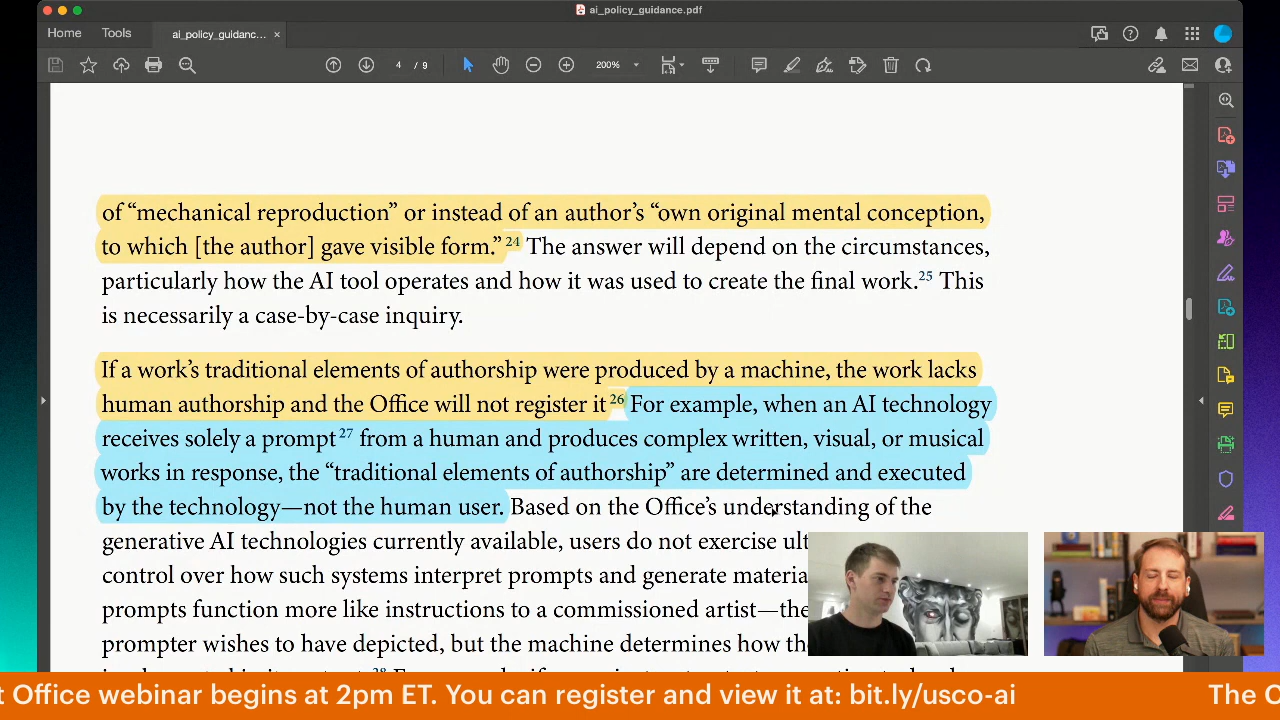 ai_policy_guidance.pdf
Home Tools ai_policy_guidanc... ×
4 / 9 200%
of “mechanical reproduction” or instead of an author’s “own original mental conception,
to which [the author] gave visible form.” 24 The answer will depend on the circumstances,
particularly how the AI tool operates and how it was used to create the final work.25 This
is necessarily a case-by-case inquiry.
If a work’s traditional elements of authorship were produced by a machine, the work lacks
human authorship and the Office will not register it 26 For example, when an AI technology
receives solely a prompt 27 from a human and produces complex written, visual, or musical
works in response, the “traditional elements of authorship” are determined and executed
by the technology—not the human user. Based on the Office’s understanding of the
generative AI technologies currently available, users do not exercise
control over how such systems interpret prompts and generate
prompts function more like instructions to a commissioned artist—
prompter wishes to have depicted, but the machine determines how
t Office webinar begins at 2pm ET. You can register and view it at: bit.ly/usco-ai The